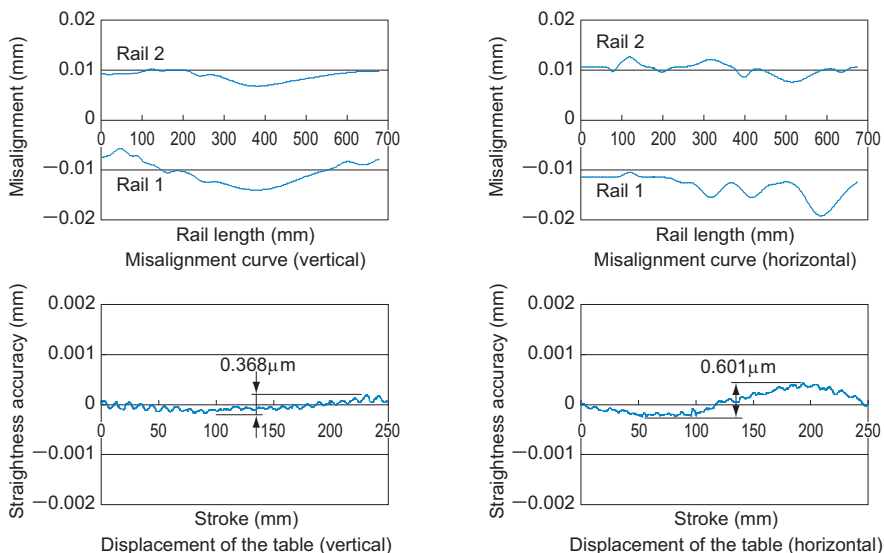 Misalignment (mm)
0.02
0.01
0
−0.01
−0.02
Rail 2
0 100 200 300 400 500 600 700
Rail 1
Rail length (mm)
Misalignment curve (vertical)
Misalignment (mm)
0.02
0.01
0
−0.01
−0.02
Rail 2
0 100 200 300 400 500 600 700
Rail 1
Rail length (mm)
Misalignment curve (horizontal)
Straightness accuracy (mm)
0.002
0.001
0
−0.001
−0.002
0.368μm
0 50 100 150 200 250
Stroke (mm)
Displacement of the table (vertical)
Straightness accuracy (mm)
0.002
0.001
0
−0.001
−0.002
0.601μm
0 50 100 150 200 250
Stroke (mm)
Displacement of the table (horizontal)